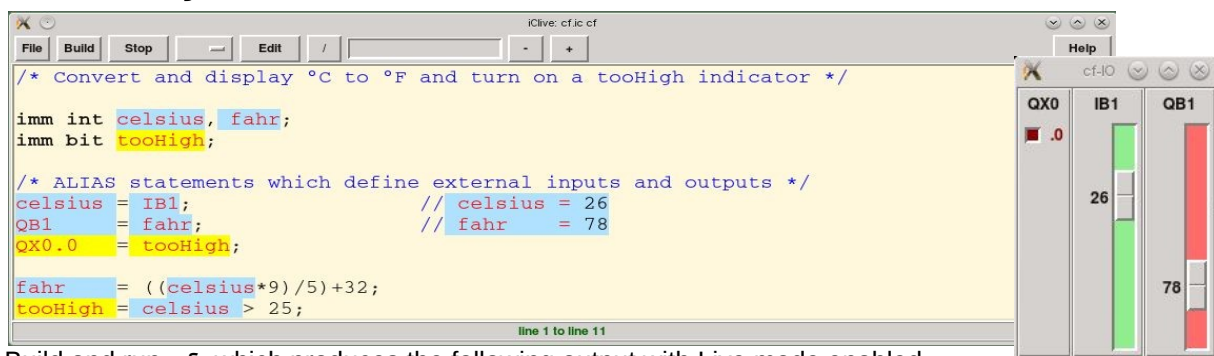 iClive: cf.ic cf
File Build Stop Edit / - + Help
/* Convert and display °C to °F and turn on a tooHigh indicator */
imm int celsius, fahr;
imm bit tooHigh;
/* ALIAS statements which define external inputs and outputs */
celsius = IB1; // celsius = 26
QB1 = fahr; // fahr = 78
QX0.0 = tooHigh;
fahr = ((celsius*9)/5)+32;
tooHigh = celsius > 25;
line 1 to line 11
cf-IO
QX0 IB1 QB1
.0
26
78